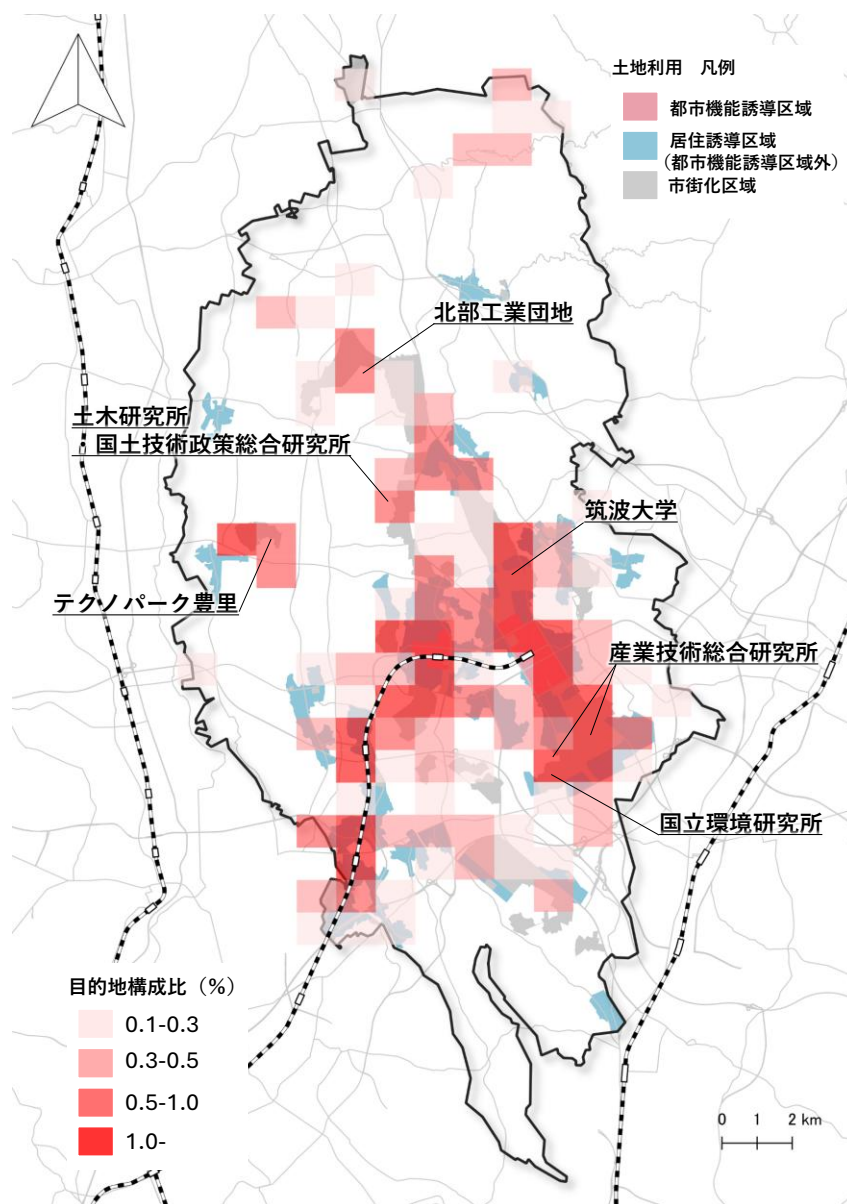 土地利用　凡例
都市機能誘導区域
居住誘導区域
(都市機能誘導区域外)
市街化区域
北部工業団地
土木研究所
国土技術政策総合研究所
筑波大学
テクノパーク豊里
産業技術総合研究所
国立環境研究所
目的地構成比（%）
0.1-0.3
0.3-0.5
0.5-1.0
1.0-
0 1 2 km